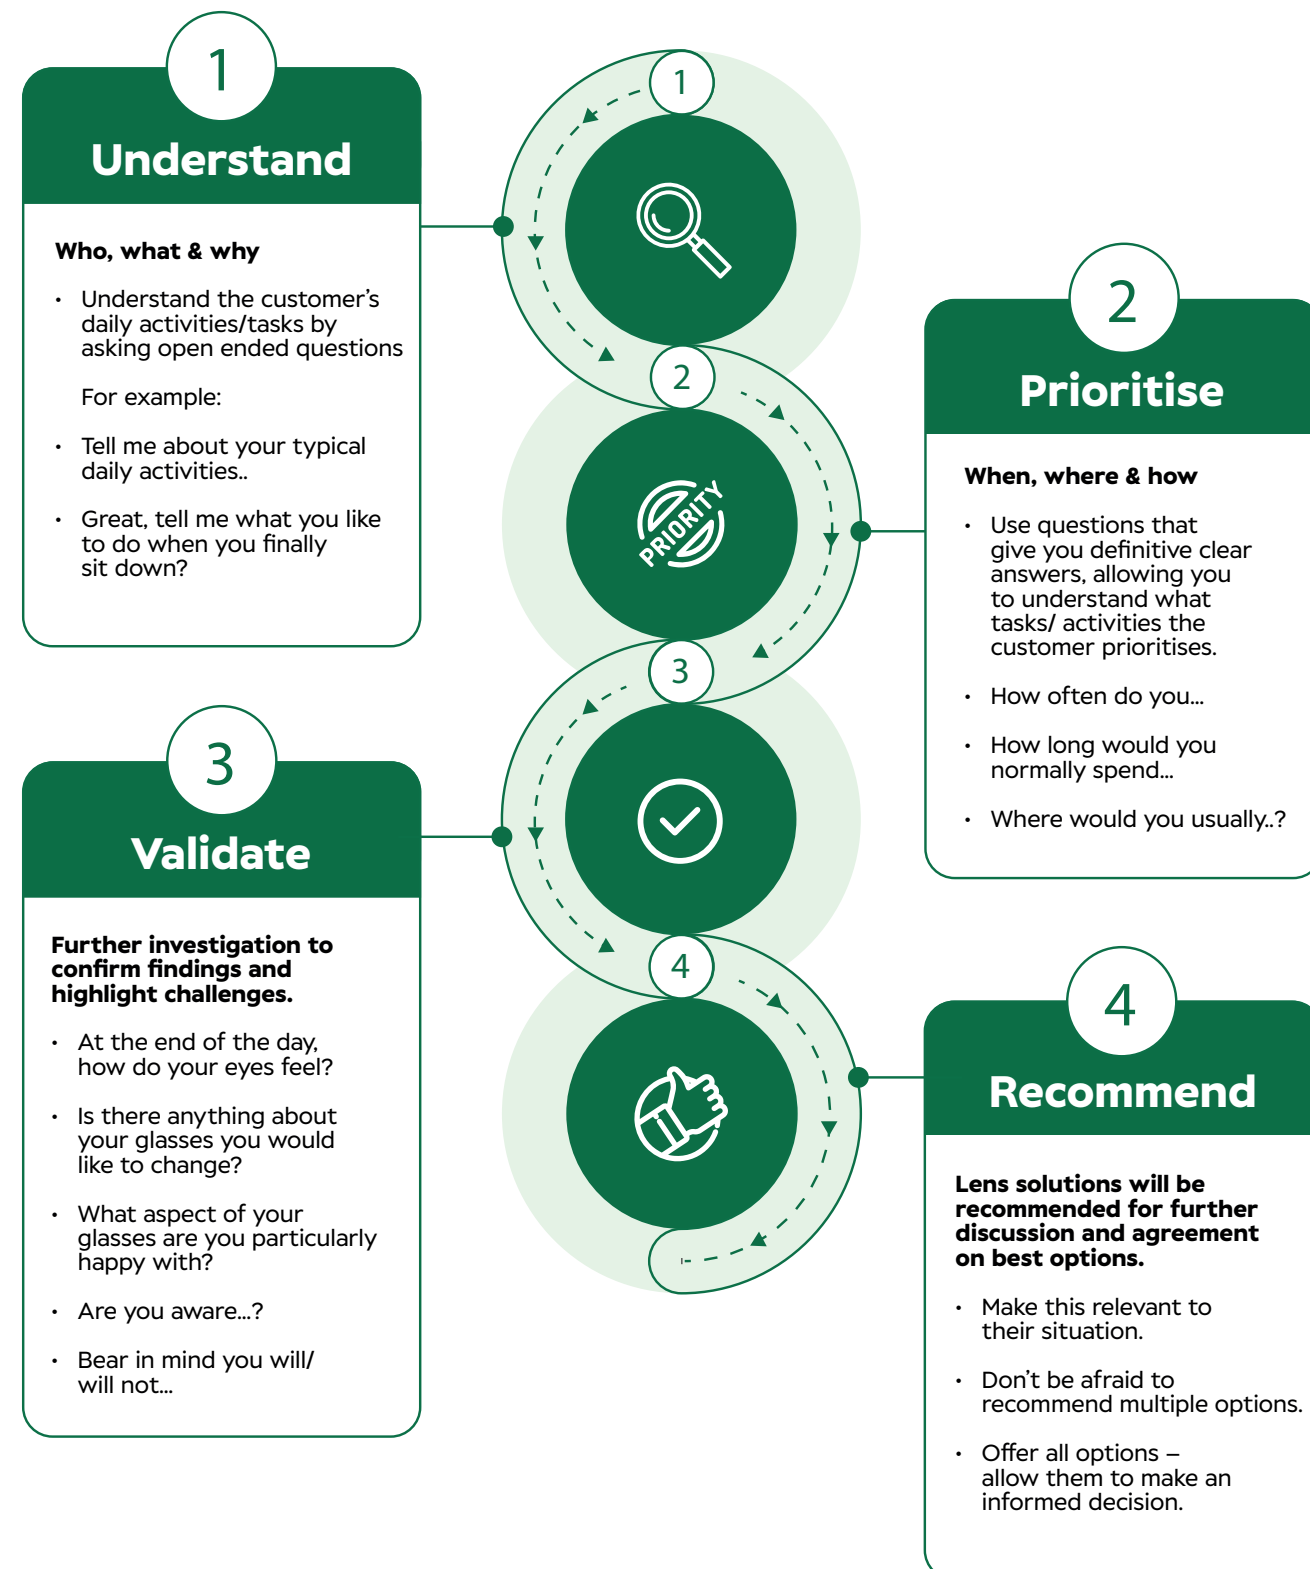 1
Understand
Who, what & why
• Understand the customer's
daily activities/tasks by
asking open ended questions
For example:
• Tell me about your typical
daily activities..
• Great, tell me what you like
to do when you finally
sit down?
1
2
PRIORITY
3
4
2
Prioritise
When, where & how
• Use questions that
give you definitive clear
answers, allowing you
to understand what
tasks/ activities the
customer prioritises.
• How often do you...
• How long would you
normally spend...
• Where would you usually..?
3
Validate
Further investigation to
confirm findings and
highlight challenges.
• At the end of the day,
how do your eyes feel?
• Is there anything about
your glasses you would
like to change?
• What aspect of your
glasses are you particularly
happy with?
• Are you aware...?
• Bear in mind you will/
will not...
4
Recommend
Lens solutions will be
recommended for further
discussion and agreement
on best options.
• Make this relevant to
their situation.
• Don't be afraid to
recommend multiple options.
• Offer all options –
allow them to make an
informed decision.